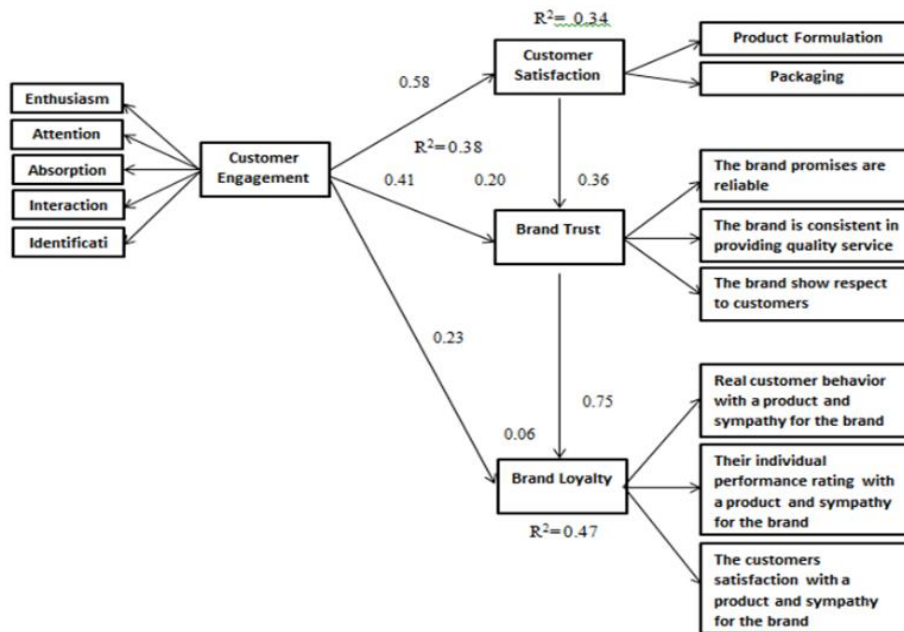 R²= 0.34
Customer
Satisfaction
Product Formulation
Packaging
0.58
Enthusiasm
Attention
Absorption
Interaction
Identificati
Customer
Engagement
R²=0.38
0.41
0.20
0.36
Brand Trust
The brand promises are
reliable
The brand is consistent in
providing quality service
The brand show respect
to customers
0.23
0.75
0.06
Brand Loyalty
R²=0.47
Real customer behavior
with a product and
sympathy for the brand
Their individual
performance rating with
a product and sympathy
for the brand
The customers
satisfaction with a
product and sympathy
for the brand